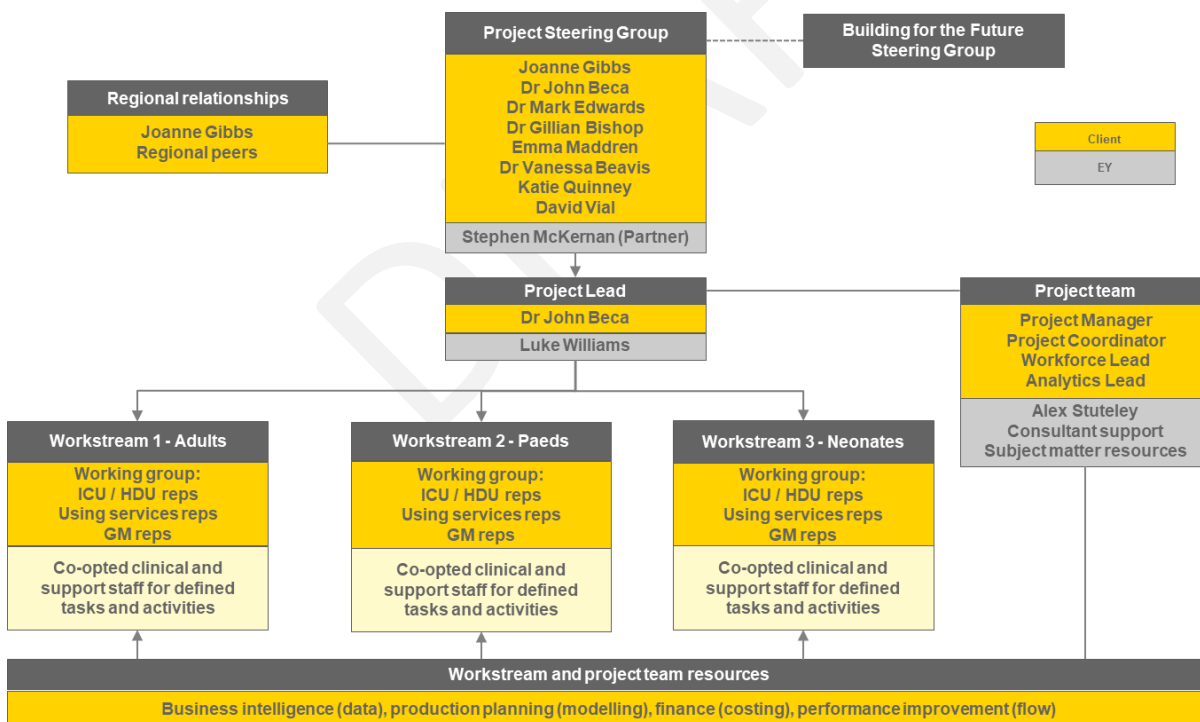 Project Steering Group
Joanne Gibbs
Dr John Beca
Dr Mark Edwards
Dr Gillian Bishop
Emma Maddren
Dr Vanessa Beavis
Katie Quinney
David Vial
Stephen McKernan (Partner)
Building for the Future
Steering Group
Regional relationships
Joanne Gibbs
Regional peers
Client
EY
Project Lead
Dr John Beca
Luke Williams
Project team
Project Manager
Project Coordinator
Workforce Lead
Analytics Lead
Alex Stuteley
Consultant support
Subject matter resources
Workstream 1 - Adults
Working group:
ICU / HDU reps
Using services reps
GM reps
Co-opted clinical and
support staff for defined
tasks and activities
Workstream 2 - Paeds
Working group:
ICU / HDU reps
Using services reps
GM reps
Co-opted clinical and
support staff for defined
tasks and activities
Workstream 3 - Neonates
Working group:
ICU / HDU reps
Using services reps
GM reps
Co-opted clinical and
support staff for defined
tasks and activities
Workstream and project team resources
Business intelligence (data), production planning (modelling), finance (costing), performance improvement (flow)